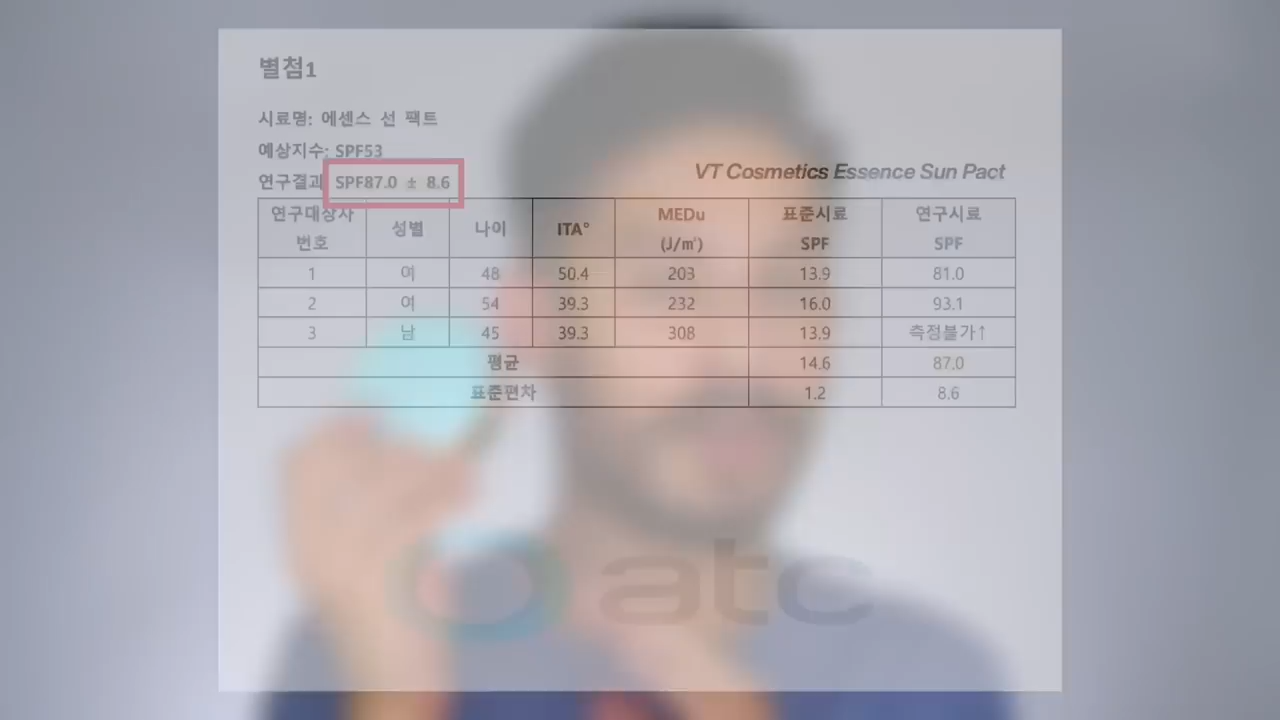 별첨1
시료명: 에센스 선 팩트
예상지수: SPF53
연구결과 SPF87.0 ± 8.6
VT Cosmetics Essence Sun Pact
연구대상자 번호 성별 나이 ITA° MEDu (J/㎡) 표준시료 SPF 연구시료 SPF
1 여 48 50.4 203 13.9 81.0
2 여 54 39.3 232 16.0 93.1
3 남 45 39.3 308 13.9 측정불가↑
평균 14.6 87.0
표준편차 1.2 8.6
atc